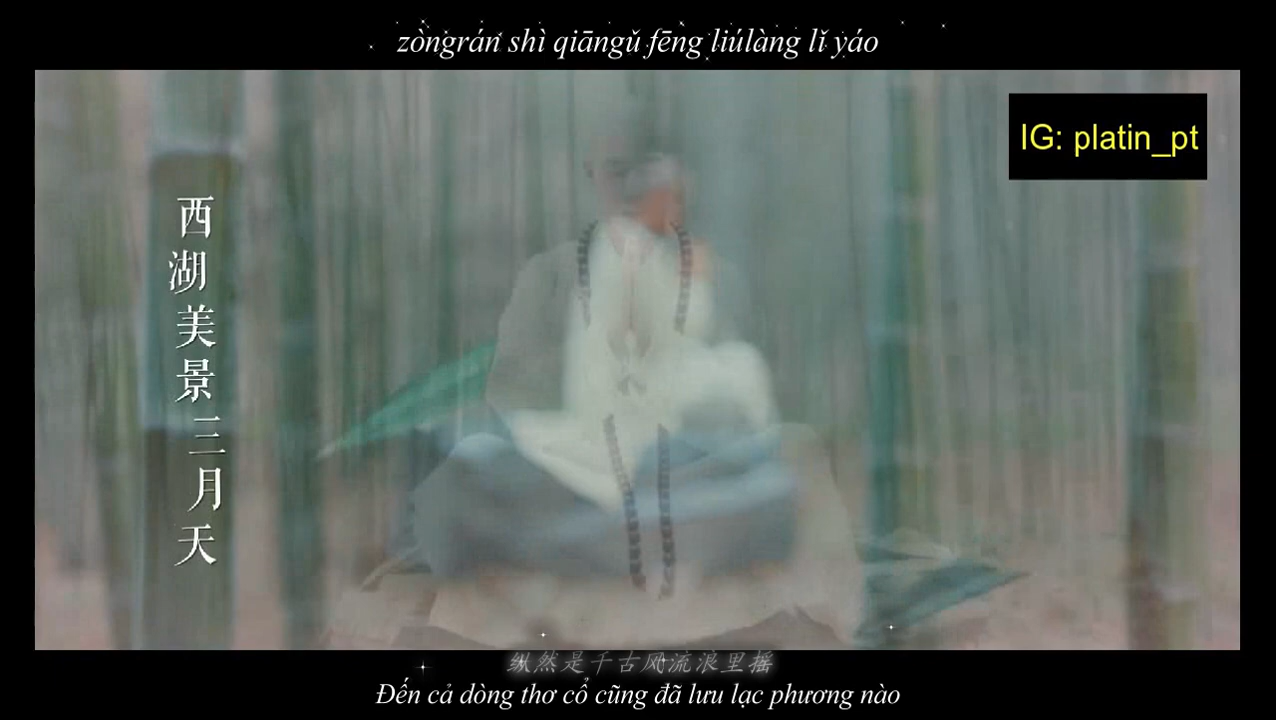 zòngrán shì qiāngǔ fēng liúlàng lǐ yáo
IG: platin_pt
西湖美景三月天
纵然是千古风流浪里摇
Đến cả dòng thơ cổ cũng đã lưu lạc phương nào